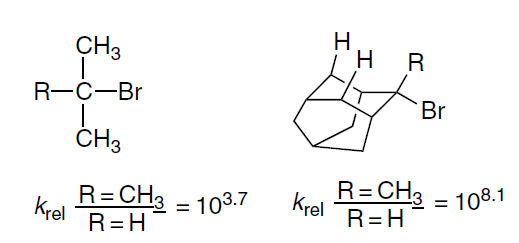 CH3
R–C–Br
CH3
krel R = CH3 / R = H = 10^3.7
H
H
R
Br
krel R = CH3 / R = H = 10^8.1